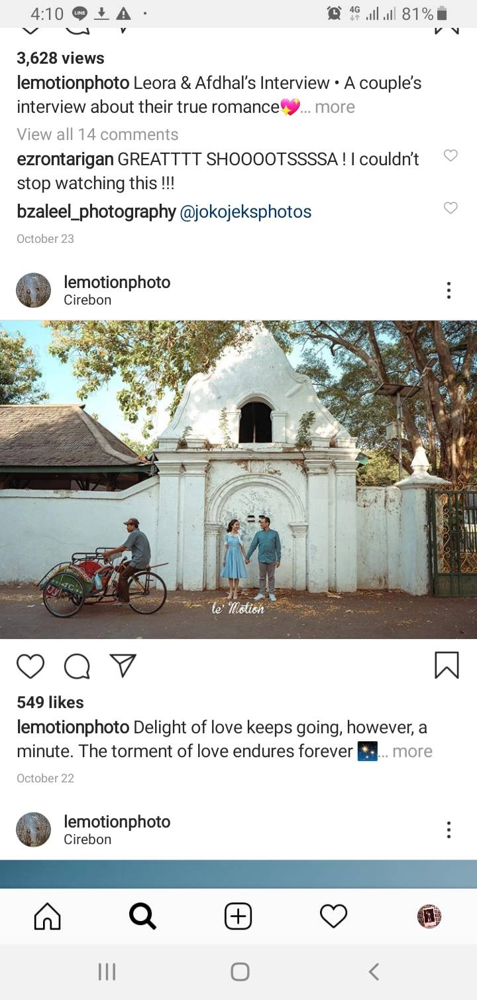 4:10 LINE 4G 81%
3,628 views
lemotionphoto Leora & Afdhal's Interview • A couple's
interview about their true romance💖... more
View all 14 comments
ezrontarigan GREATTTT SHOOOOTSSSSA ! I couldn't
stop watching this !!!
bzaleel_photography @jokojeksphotos
October 23
lemotionphoto
Cirebon
le' Motion
549 likes
lemotionphoto Delight of love keeps going, however, a
minute. The torment of love endures forever 🎇... more
October 22
lemotionphoto
Cirebon